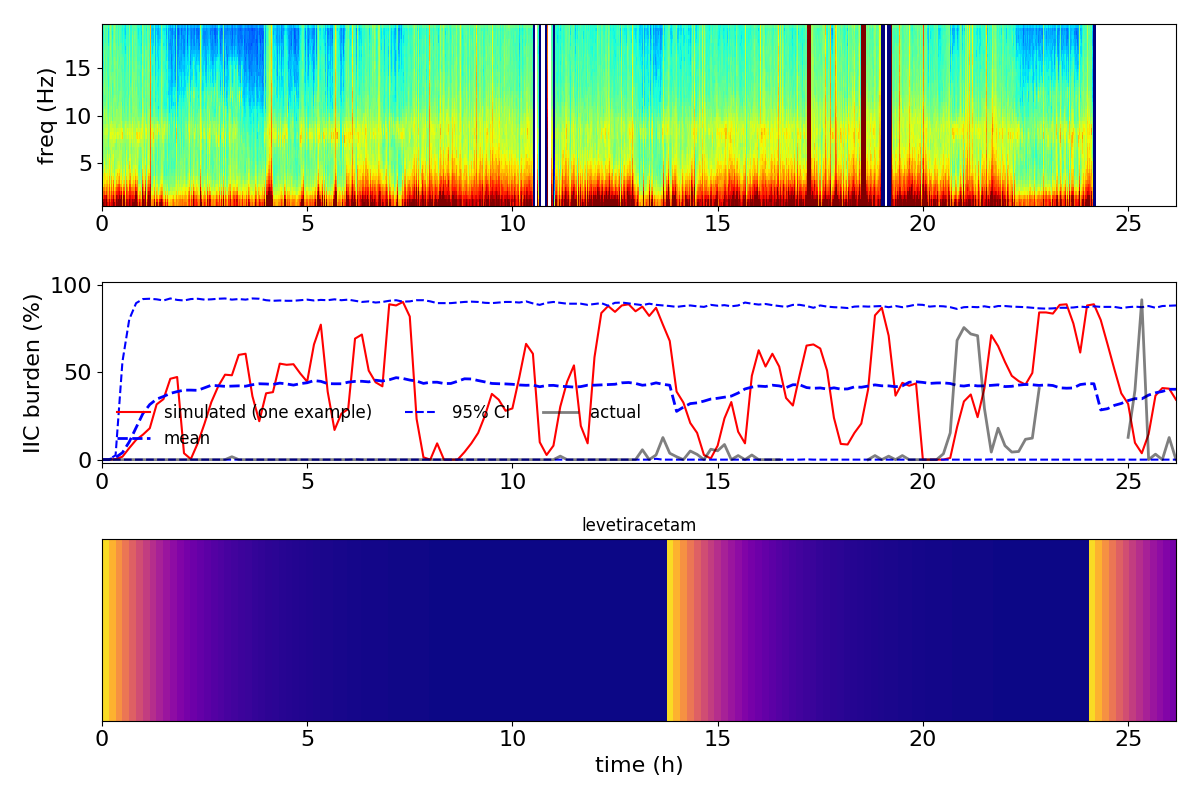 freq (Hz)
15
10
5
0 5 10 15 20 25
IIC burden (%)
100
50
0
simulated (one example) 95% CI actual
mean
0 5 10 15 20 25
levetiracetam
0 5 10 15 20 25
time (h)